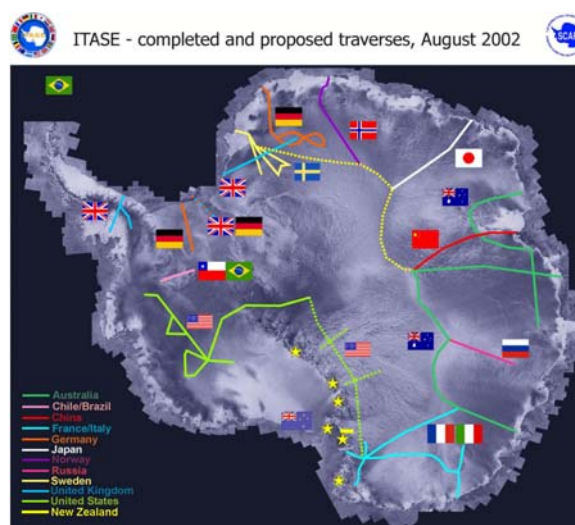 ITASE - completed and proposed traverses, August 2002
SCAR
Australia
Chile/Brazil
China
France/Italy
Germany
Japan
Norway
Russia
Sweden
United Kingdom
United States
New Zealand